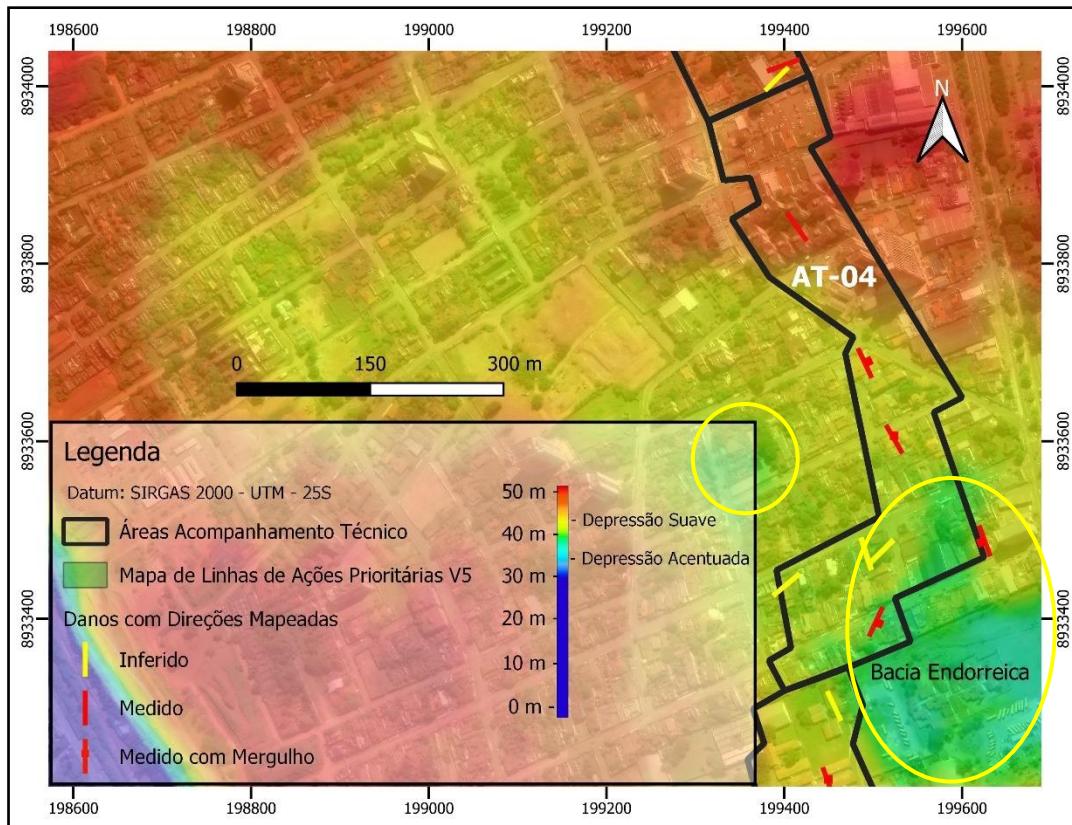 198600 198800 199000 199200 199400 199600
8934000 8934000
N
8933800 8933800
AT-04
0 150 300 m
8933600 8933600
Legenda
Datum: SIRGAS 2000 - UTM - 25S
Áreas Acompanhamento Técnico
Mapa de Linhas de Ações Prioritárias V5
Danos com Direções Mapeadas
Inferido
Medido
Medido com Mergulho
50 m -
40 m -
30 m -
20 m -
10 m -
0 m -
- Depressão Suave
- Depressão Acentuada
8933400 8933400
Bacia Endorreica
198600 198800 199000 199200 199400 199600